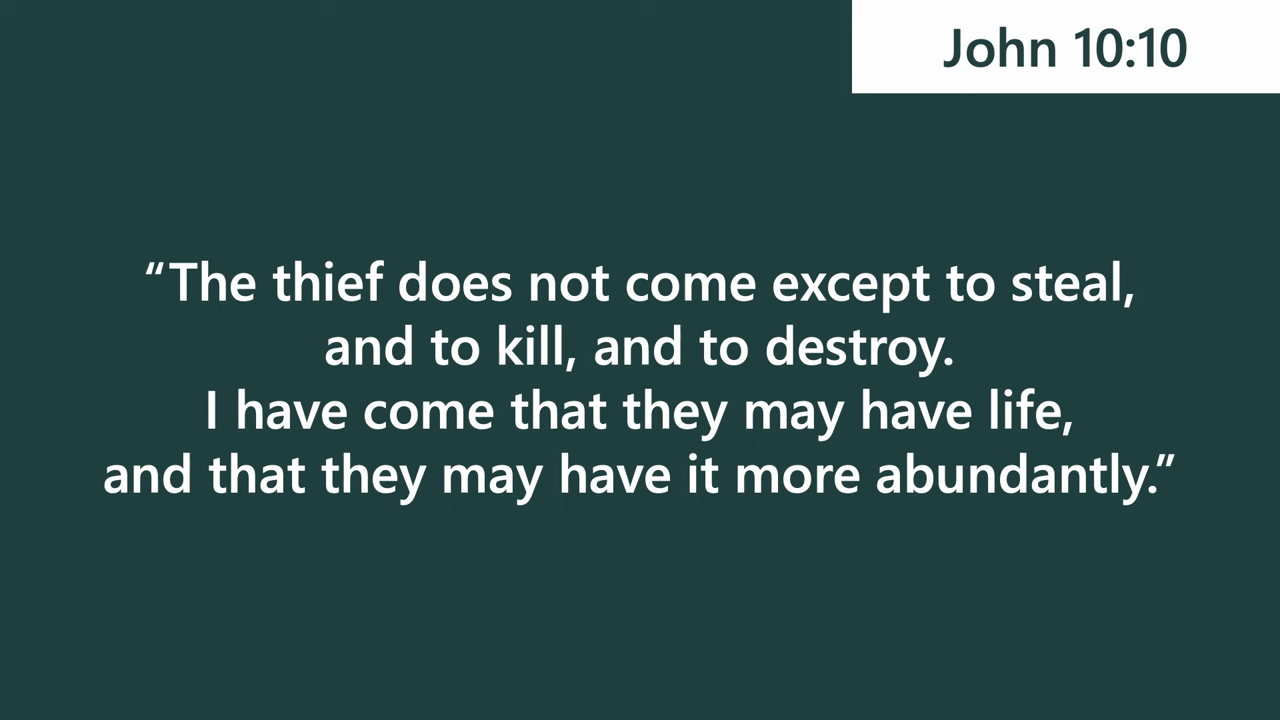 John 10:10
“The thief does not come except to steal,
and to kill, and to destroy.
I have come that they may have life,
and that they may have it more abundantly.”